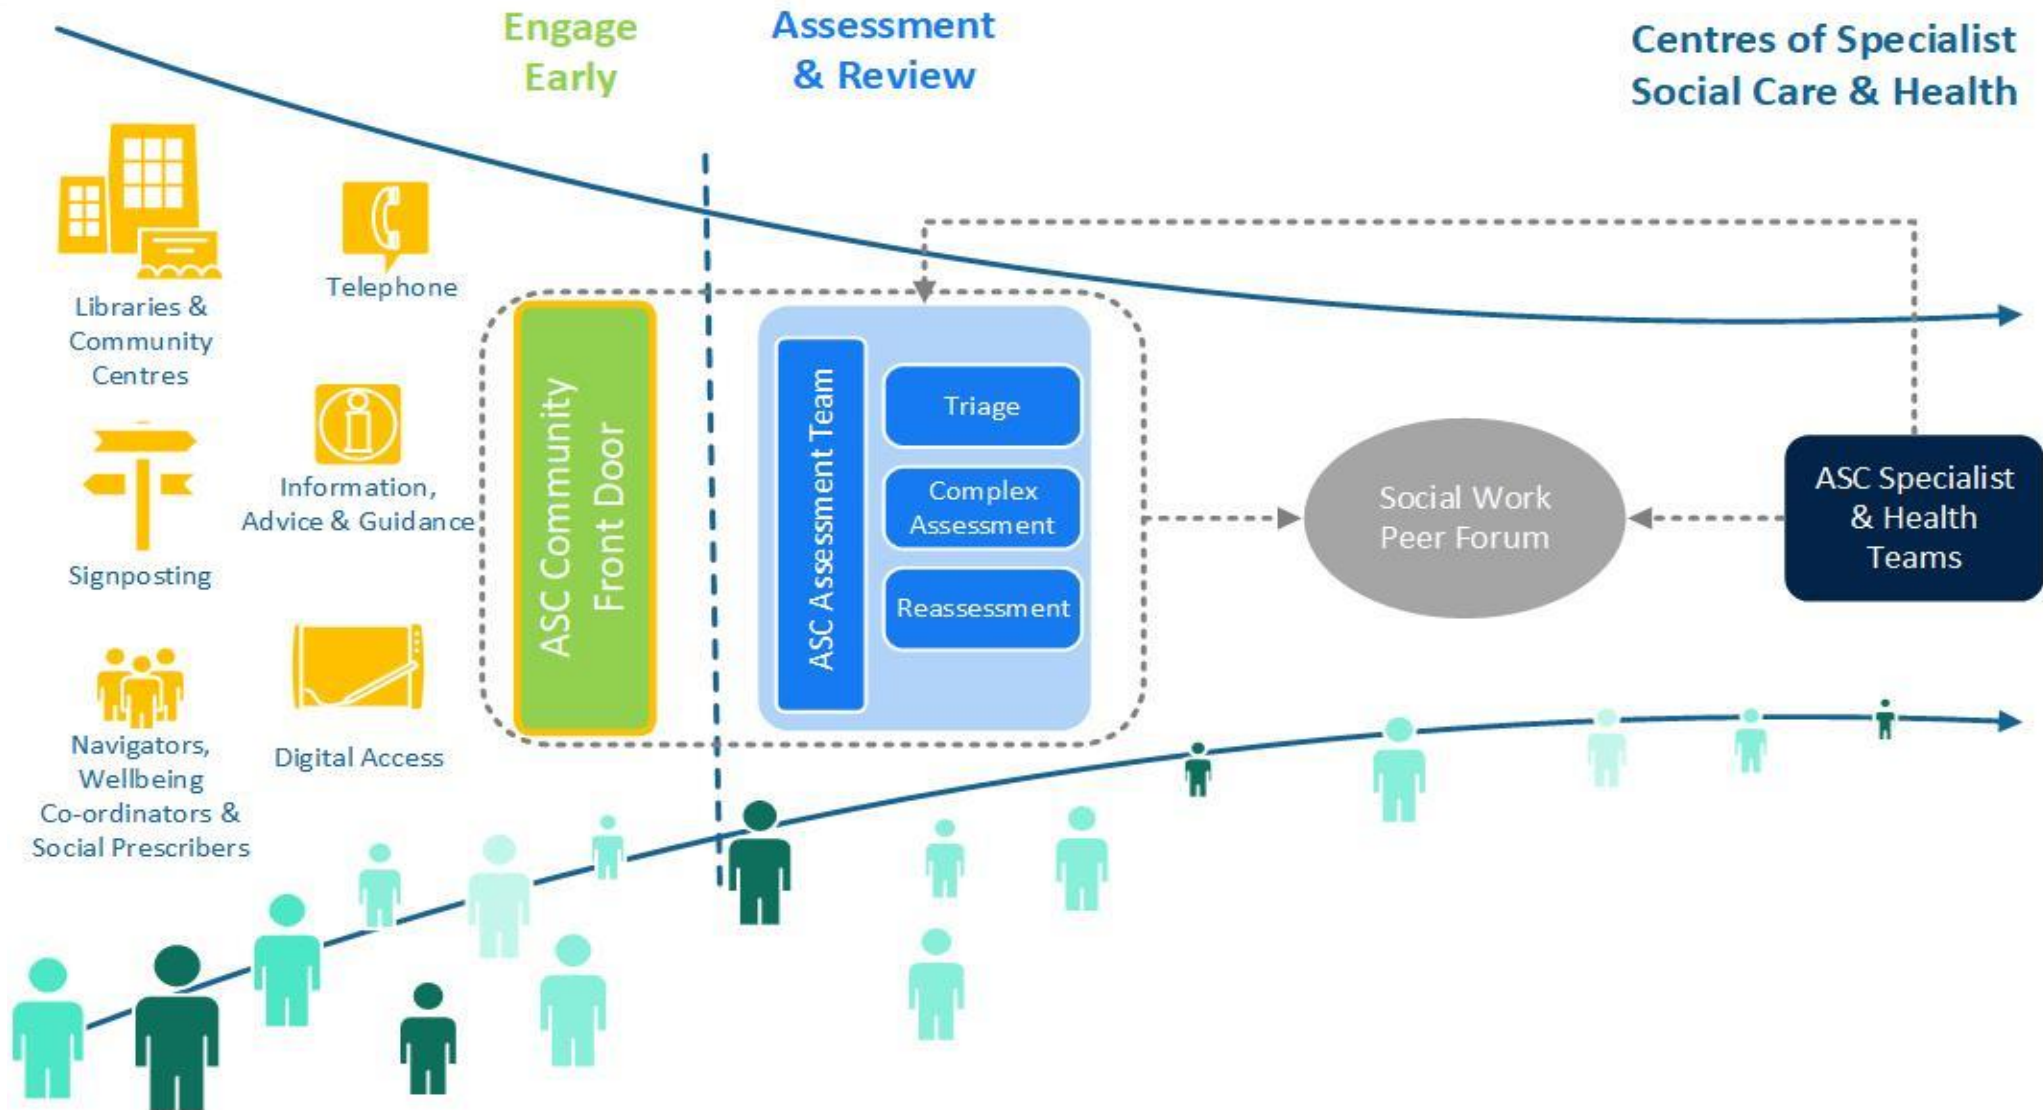 Engage
Early
Assessment
& Review
Centres of Specialist
Social Care & Health
Libraries &
Community
Centres
Telephone
Signposting
Information,
Advice & Guidance
Navigators,
Wellbeing
Co-ordinators &
Social Prescribers
Digital Access
ASC Community
Front Door
ASC Assessment Team
Triage
Complex
Assessment
Reassessment
Social Work
Peer Forum
ASC Specialist
& Health
Teams